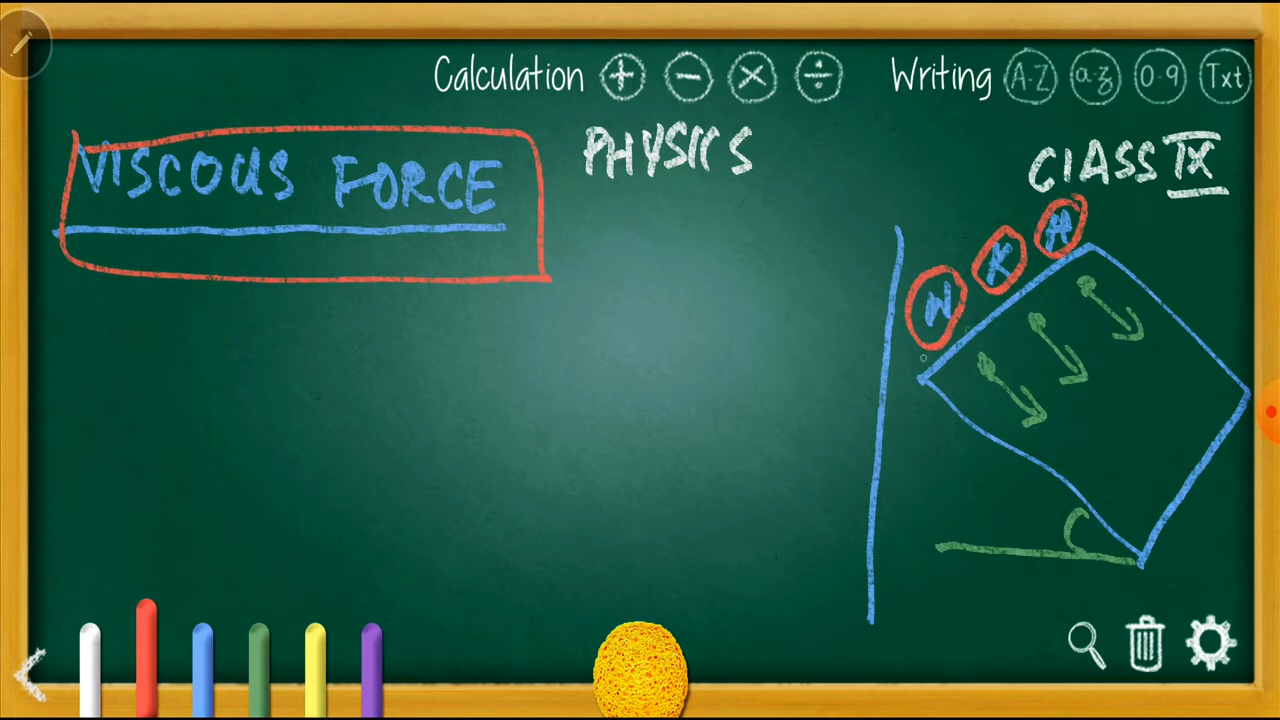 Calculation + − × ÷ Writing A-Z a-z 0-9 Txt
PHYSICS
CLASS IX
VISCOUS FORCE
W K H